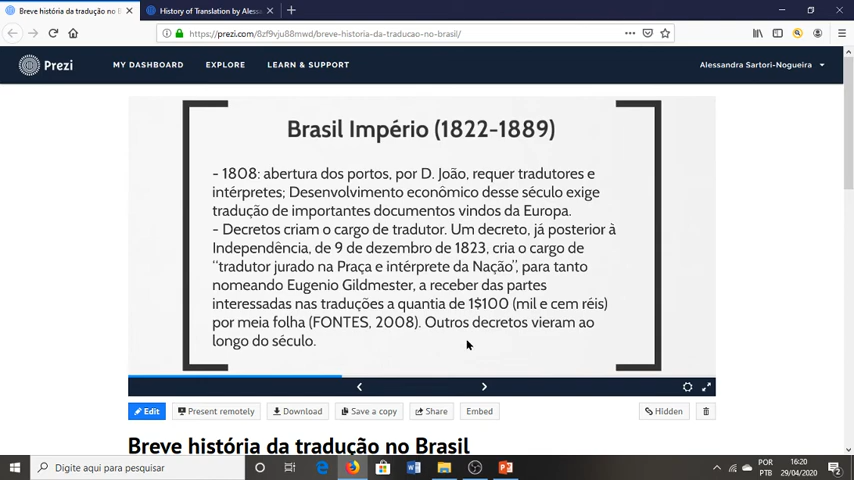 Breve história da tradução no B
History of Translation by Aless
https://prezi.com/8zf9vju88mwd/breve-historia-da-traducao-no-brasil/
Prezi
MY DASHBOARD
EXPLORE
LEARN & SUPPORT
Alessandra Sartori-Nogueira
Brasil Império (1822-1889)
- 1808: abertura dos portos, por D. João, requer tradutores e
intérpretes; Desenvolvimento econômico desse século exige
tradução de importantes documentos vindos da Europa.
- Decretos criam o cargo de tradutor. Um decreto, já posterior à
Independência, de 9 de dezembro de 1823, cria o cargo de
“tradutor jurado na Praça e intérprete da Nação”, para tanto
nomeando Eugenio Gildmester, a receber das partes
interessadas nas traduções a quantia de 1$100 (mil e cem réis)
por meia folha (FONTES, 2008). Outros decretos vieram ao
longo do século.
Edit
Present remotely
Download
Save a copy
Share
Embed
Hidden
Breve história da tradução no Brasil
Digite aqui para pesquisar
POR
PTB
16:20
29/04/2020
2